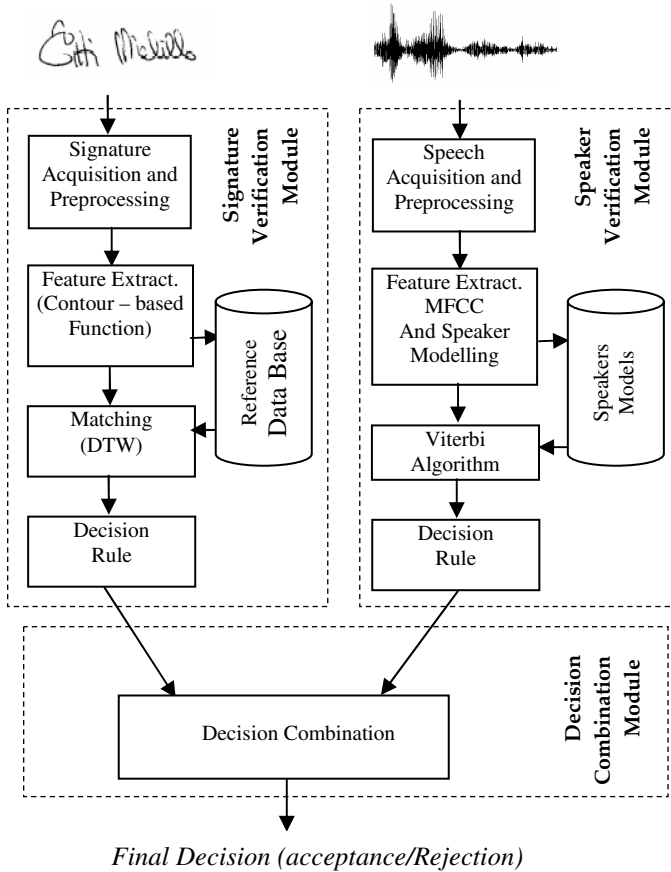 Signature
Acquisition and
Preprocessing
Signature
Verification
Module
Feature Extract.
(Contour – based
Function)
Reference
Data Base
Matching
(DTW)
Decision
Rule
Speech
Acquisition and
Preprocessing
Speaker
Verification
Module
Feature Extract.
MFCC
And Speaker
Modelling
Speakers
Models
Viterbi
Algorithm
Decision
Rule
Decision Combination
Decision
Combination
Module
Final Decision (acceptance/Rejection)